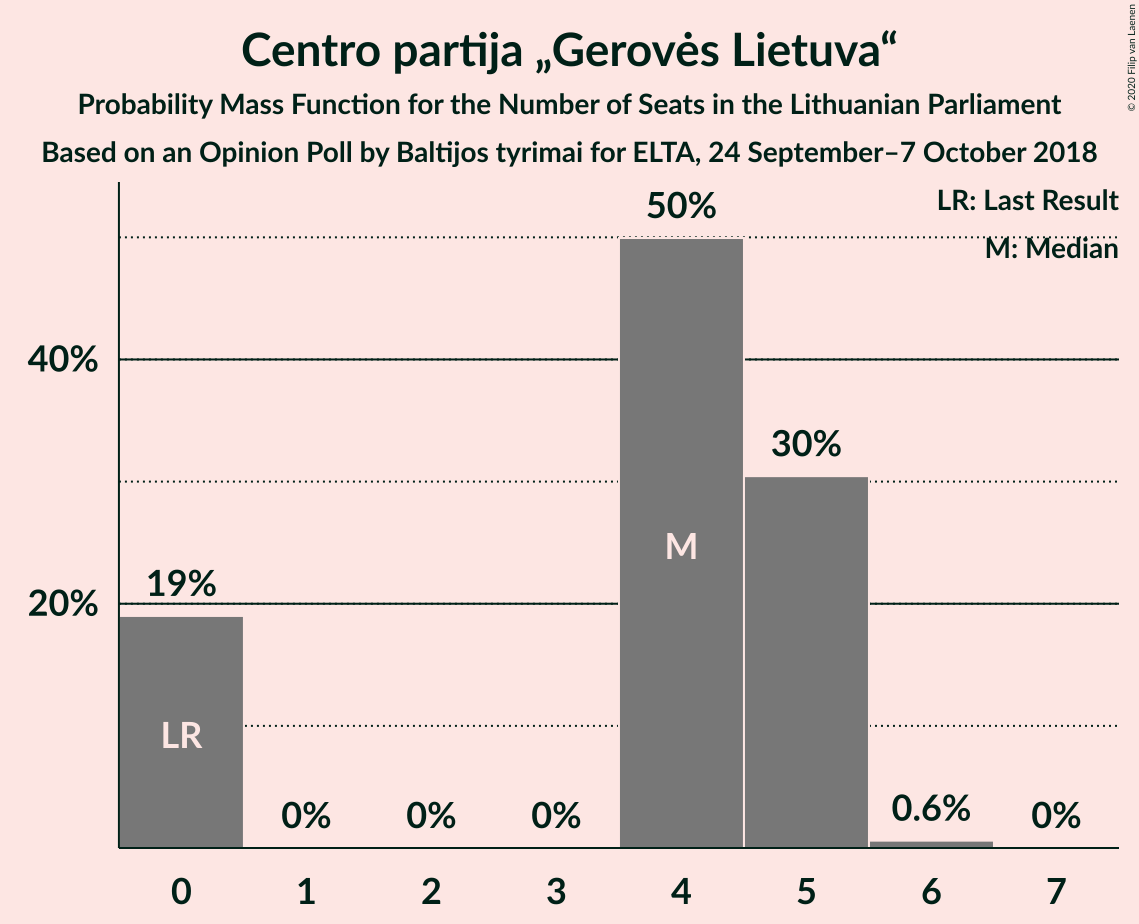 Centro partija „Gerovės Lietuva“
Probability Mass Function for the Number of Seats in the Lithuanian Parliament
Based on an Opinion Poll by Baltijos tyrimai for ELTA, 24 September–7 October 2018
© 2020 Filip van Laenen
LR: Last Result
M: Median
50%
40%
30%
M
19%
20%
LR
0%
0%
0%
0.6%
0%
0
1
2
3
4
5
6
7